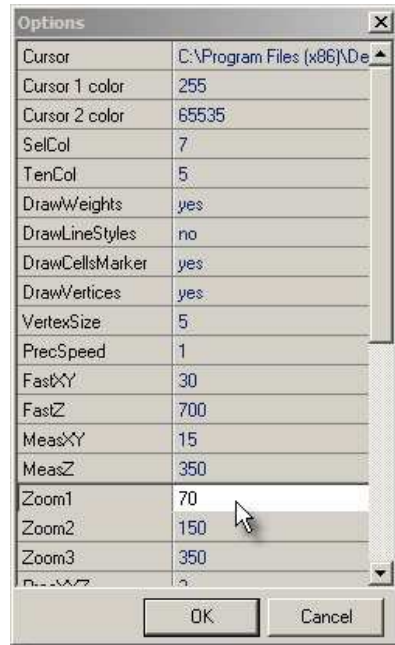 Options
Cursor C:\Program Files (x86)\De
Cursor 1 color 255
Cursor 2 color 65535
SelCol 7
TenCol 5
DrawWeights yes
DrawLineStyles no
DrawCellsMarker yes
DrawVertices yes
VertexSize 5
PrecSpeed 1
FastXY 30
FastZ 700
MeasXY 15
MeasZ 350
Zoom1 70
Zoom2 150
Zoom3 350
OK Cancel